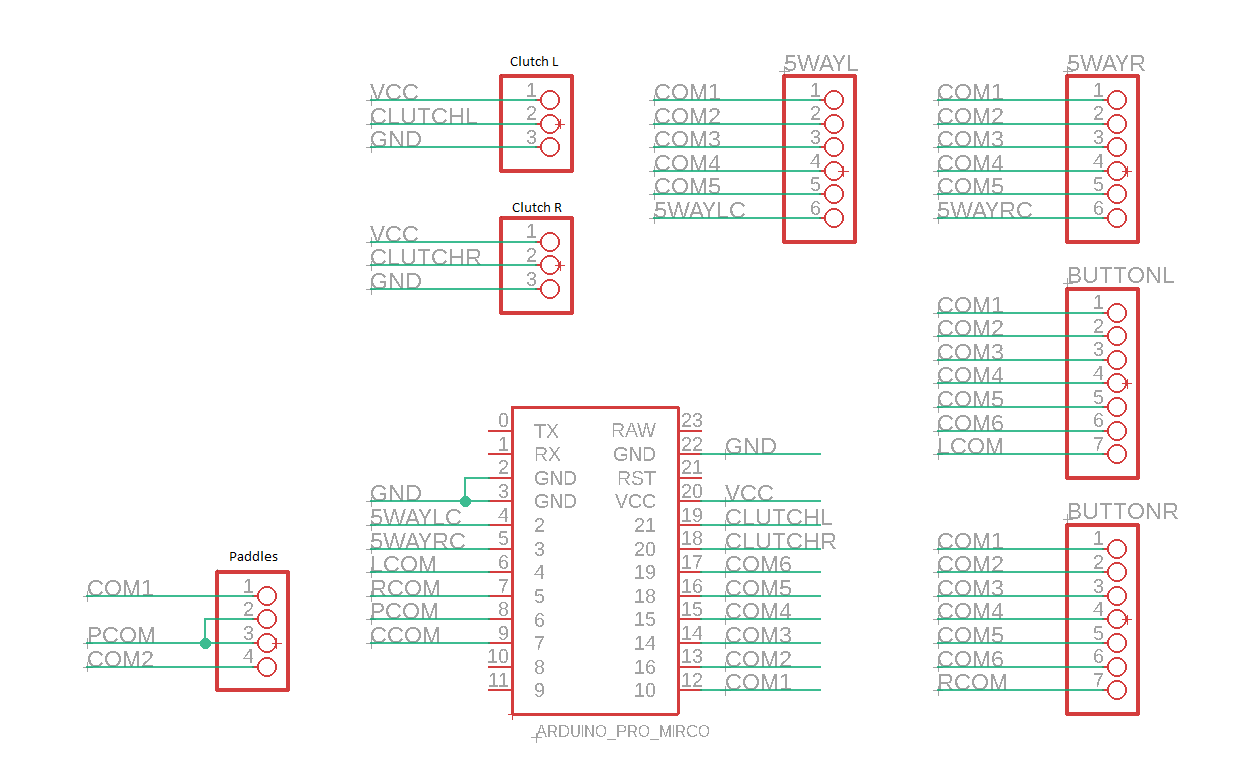 Clutch L
VCC 1
CLUTCHL 2
GND 3
Clutch R
VCC 1
CLUTCHR 2
GND 3
5WAYL
COM1 1
COM2 2
COM3 3
COM4 4
COM5 5
5WAYLC 6
5WAYR
COM1 1
COM2 2
COM3 3
COM4 4
COM5 5
5WAYRC 6
BUTTONL
COM1 1
COM2 2
COM3 3
COM4 4
COM5 5
COM6 6
LCOM 7
Paddles
COM1 1
2
PCOM 3
COM2 4
0 TX RAW 23
1 RX GND 22 GND
2 GND RST 21
GND 3 GND VCC 20 VCC
5WAYLC 4 2 21 19 CLUTCHL
5WAYRC 5 3 20 18 CLUTCHR
LCOM 6 4 19 17 COM6
RCOM 7 5 18 16 COM5
PCOM 8 6 15 15 COM4
CCOM 9 7 14 14 COM3
10 8 16 13 COM2
11 9 10 12 COM1
ARDUINO_PRO_MIRCO
BUTTONR
COM1 1
COM2 2
COM3 3
COM4 4
COM5 5
COM6 6
RCOM 7